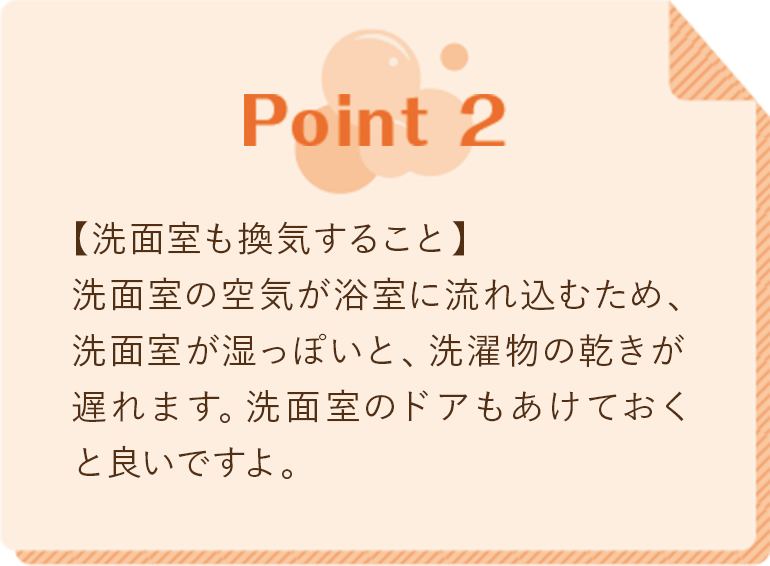 Point 2
【洗面室も換気すること】
洗面室の空気が浴室に流れ込むため、
洗面室が湿っぽいと、洗濯物の乾きが
遅れます。洗面室のドアもあけておく
と良いですよ。